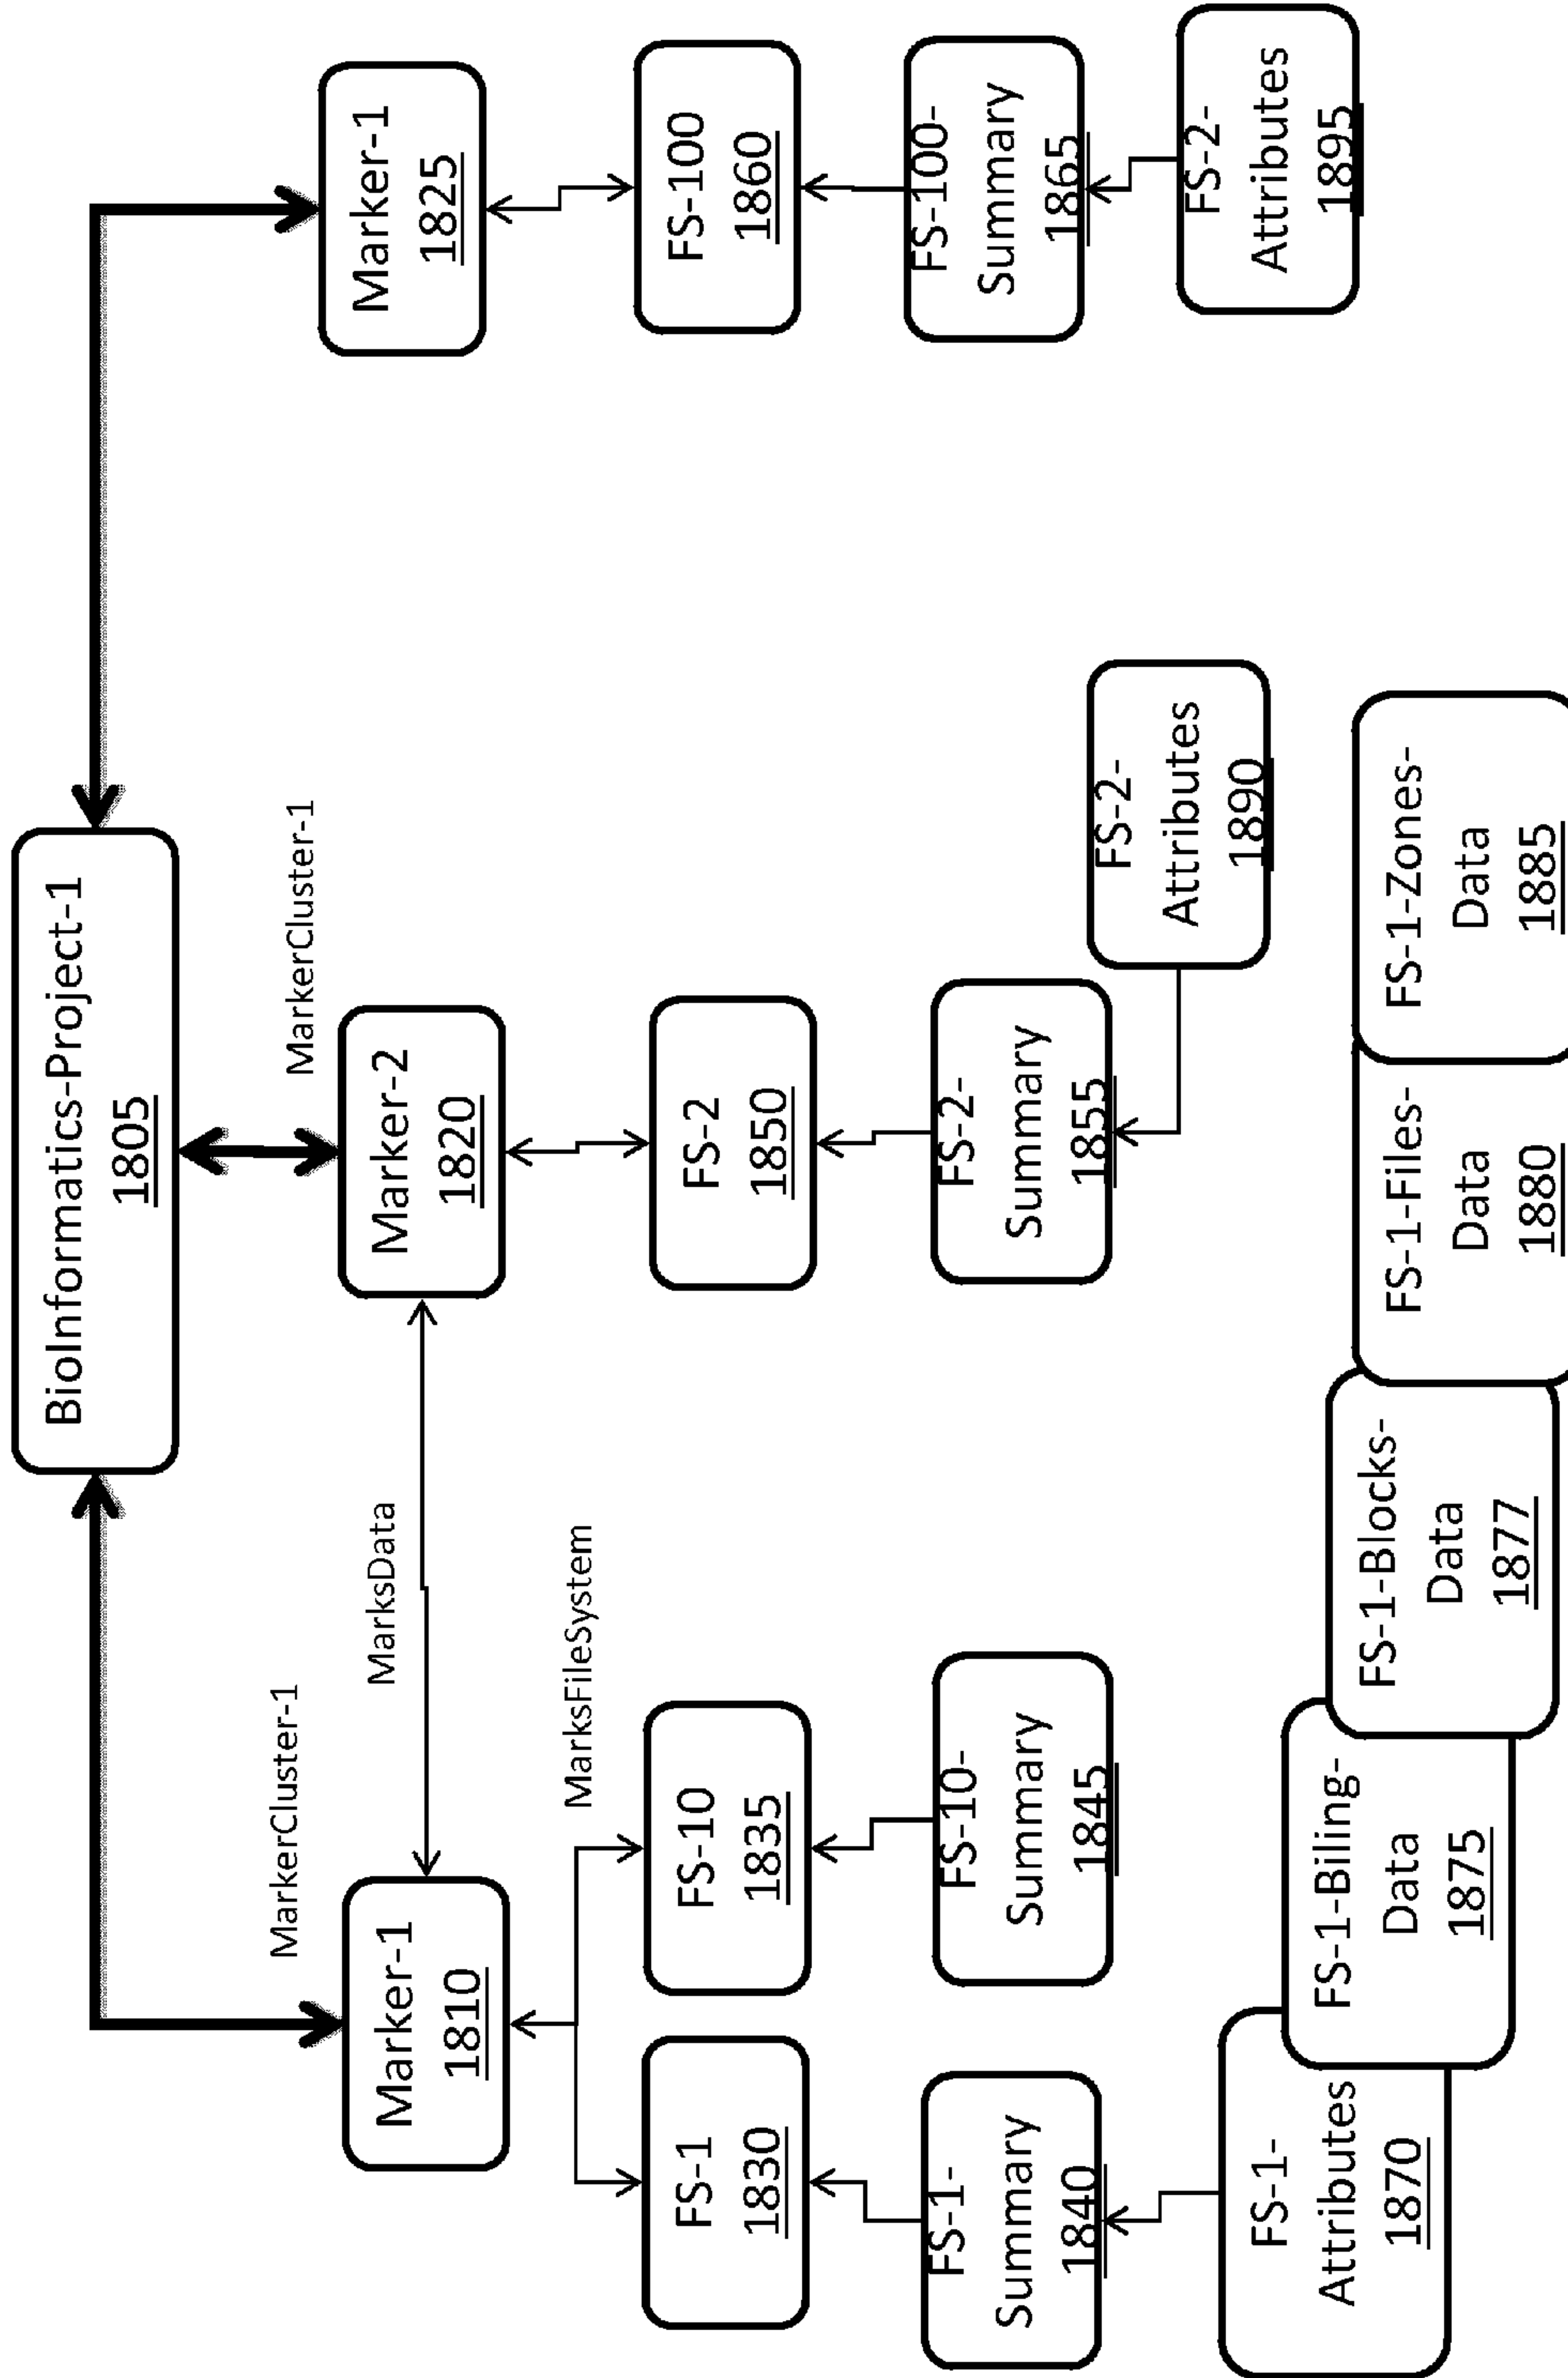 BioInformatics-Project-1
1805
MarkerCluster-1
MarkerCluster-1
MarksData
Marker-1
1810
Marker-2
1820
Marker-1
1825
MarksFileSystem
FS-1
1830
FS-10
1835
FS-2
1850
FS-100
1860
FS-1-
Summary
1840
FS-10-
Summary
1845
FS-2-
Summary
1855
FS-100-
Summary
1865
FS-1-
Attributes
1870
FS-1-Biling-
Data
1875
FS-1-Blocks-
Data
1877
FS-1-Files-
Data
1880
FS-1-Zones-
Data
1885
FS-2-
Attributes
1890
FS-2-
Attributes
1895